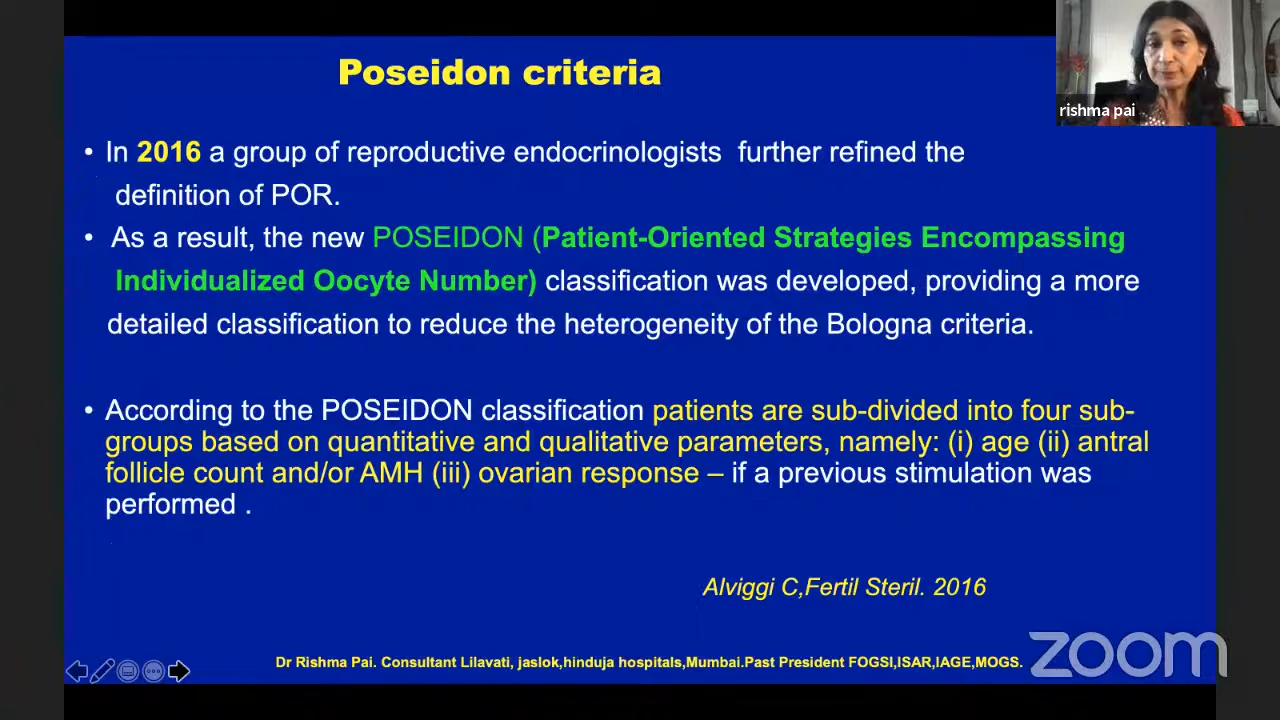 Poseidon criteria
rishma pai
• In 2016 a group of reproductive endocrinologists further refined the
definition of POR.
• As a result, the new POSEIDON (Patient-Oriented Strategies Encompassing
Individualized Oocyte Number) classification was developed, providing a more
detailed classification to reduce the heterogeneity of the Bologna criteria.
• According to the POSEIDON classification patients are sub-divided into four sub-
groups based on quantitative and qualitative parameters, namely: (i) age (ii) antral
follicle count and/or AMH (iii) ovarian response – if a previous stimulation was
performed .
Alviggi C,Fertil Steril. 2016
zoom
Dr Rishma Pai. Consultant Lilavati, jaslok,hinduja hospitals,Mumbai.Past President FOGSI,ISAR,IAGE,MOGS.